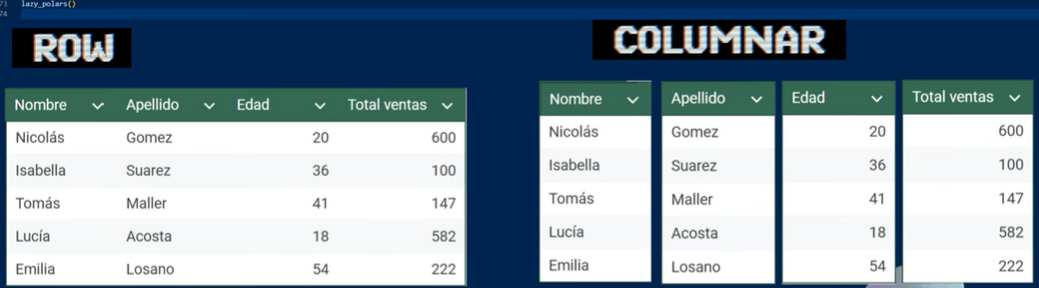 73 lazy_polars()
74
ROW
COLUMNAR
Nombre Apellido Edad Total ventas
Nicolás Gomez 20 600
Isabella Suarez 36 100
Tomás Maller 41 147
Lucía Acosta 18 582
Emilia Losano 54 222
Nombre Apellido Edad Total ventas
Nicolás Gomez 20 600
Isabella Suarez 36 100
Tomás Maller 41 147
Lucía Acosta 18 582
Emilia Losano 54 222